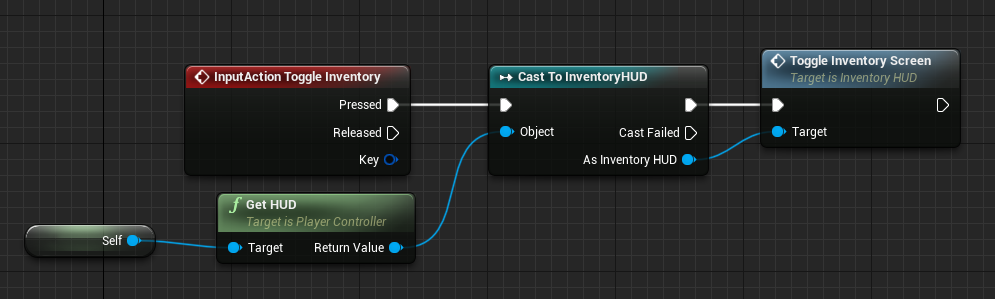 InputAction Toggle Inventory
Pressed
Released
Key
Cast To InventoryHUD
Object
Cast Failed
As Inventory HUD
Toggle Inventory Screen
Target is Inventory HUD
Target
Self
f Get HUD
Target is Player Controller
Target Return Value